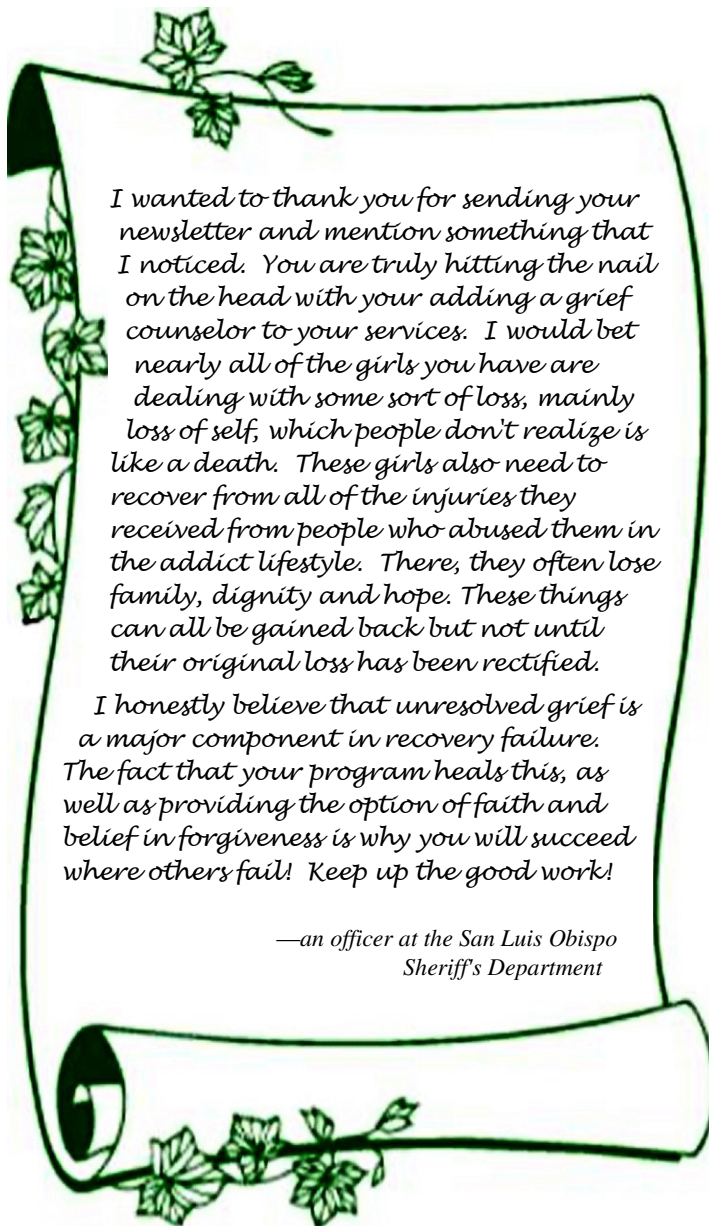 I wanted to thank you for sending your
newsletter and mention something that
I noticed.  You are truly hitting the nail
on the head with your adding a grief
counselor to your services.  I would bet
nearly all of the girls you have are
dealing with some sort of loss, mainly
loss of self, which people don't realize is
like a death.  These girls also need to
recover from all of the injuries they
received from people who abused them in
the addict lifestyle.  There, they often lose
family, dignity and hope. These things
can all be gained back but not until
their original loss has been rectified.
I honestly believe that unresolved grief is
a major component in recovery failure.
The fact that your program heals this, as
well as providing the option of faith and
belief in forgiveness is why you will succeed
where others fail!  Keep up the good work!
—an officer at the San Luis Obispo
Sheriff's Department